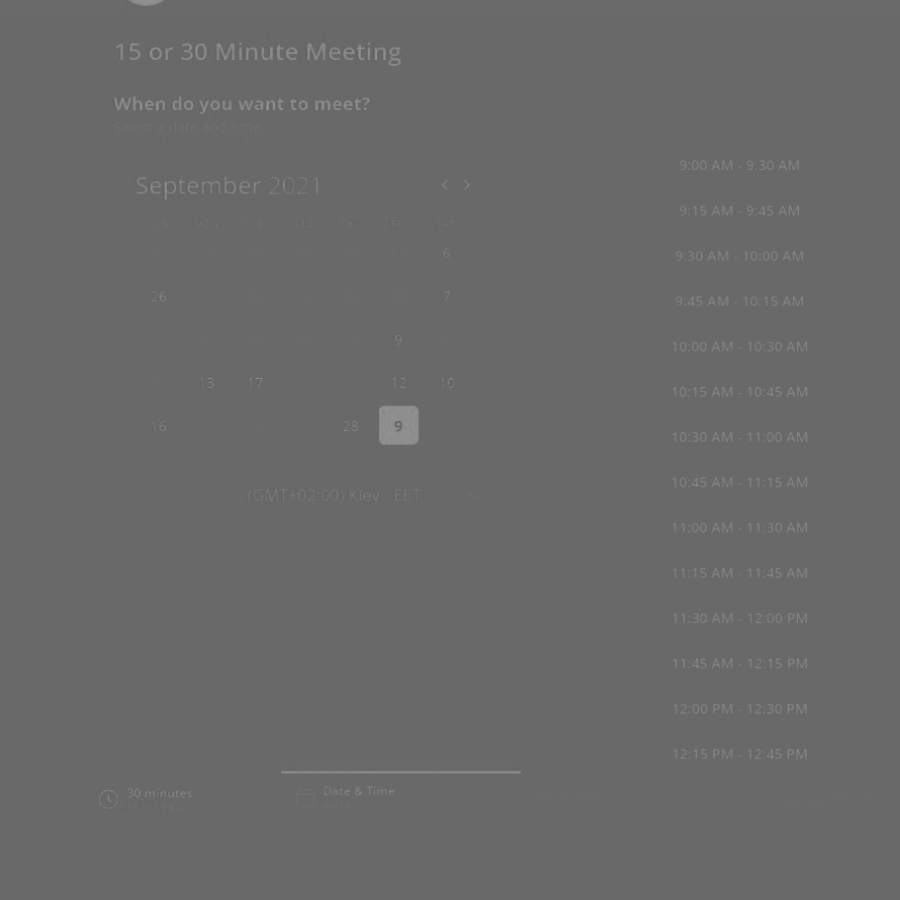 15 or 30 Minute Meeting
When do you want to meet?
Select a date and time
September 2021
6
26
7
9
13 17 12 10
16 28 9
(GMT+02:00) Kiev - EET
9:00 AM - 9:30 AM
9:15 AM - 9:45 AM
9:30 AM - 10:00 AM
9:45 AM - 10:15 AM
10:00 AM - 10:30 AM
10:15 AM - 10:45 AM
10:30 AM - 11:00 AM
10:45 AM - 11:15 AM
11:00 AM - 11:30 AM
11:15 AM - 11:45 AM
11:30 AM - 12:00 PM
11:45 AM - 12:15 PM
12:00 PM - 12:30 PM
12:15 PM - 12:45 PM
30 minutes
Date & Time